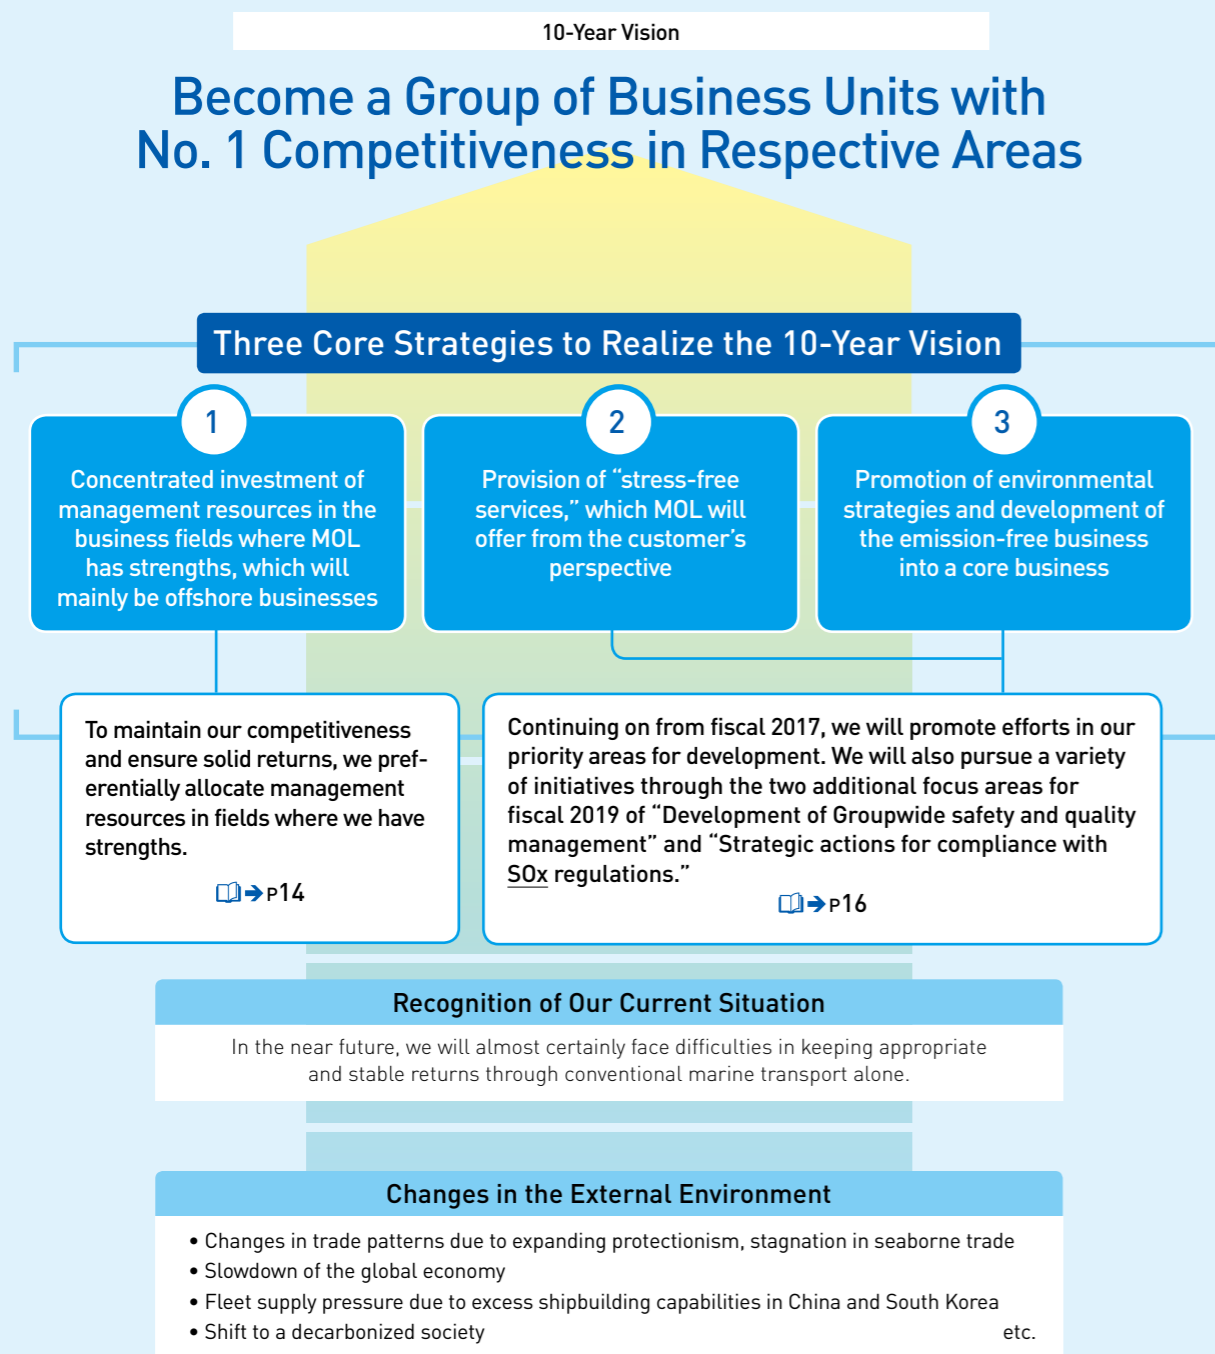 10-Year Vision
Become a Group of Business Units with
No. 1 Competitiveness in Respective Areas
Three Core Strategies to Realize the 10-Year Vision
1
Concentrated investment of
management resources in the
business fields where MOL
has strengths, which will
mainly be offshore businesses
2
Provision of “stress-free
services,” which MOL will
offer from the customer’s
perspective
3
Promotion of environmental
strategies and development of
the emission-free business
into a core business
To maintain our competitiveness
and ensure solid returns, we pref-
erentially allocate management
resources in fields where we have
strengths.
P14
Continuing on from fiscal 2017, we will promote efforts in our
priority areas for development. We will also pursue a variety
of initiatives through the two additional focus areas for
fiscal 2019 of “Development of Groupwide safety and quality
management” and “Strategic actions for compliance with
SOx regulations.”
P16
Recognition of Our Current Situation
In the near future, we will almost certainly face difficulties in keeping appropriate
and stable returns through conventional marine transport alone.
Changes in the External Environment
• Changes in trade patterns due to expanding protectionism, stagnation in seaborne trade
• Slowdown of the global economy
• Fleet supply pressure due to excess shipbuilding capabilities in China and South Korea
• Shift to a decarbonized society etc.